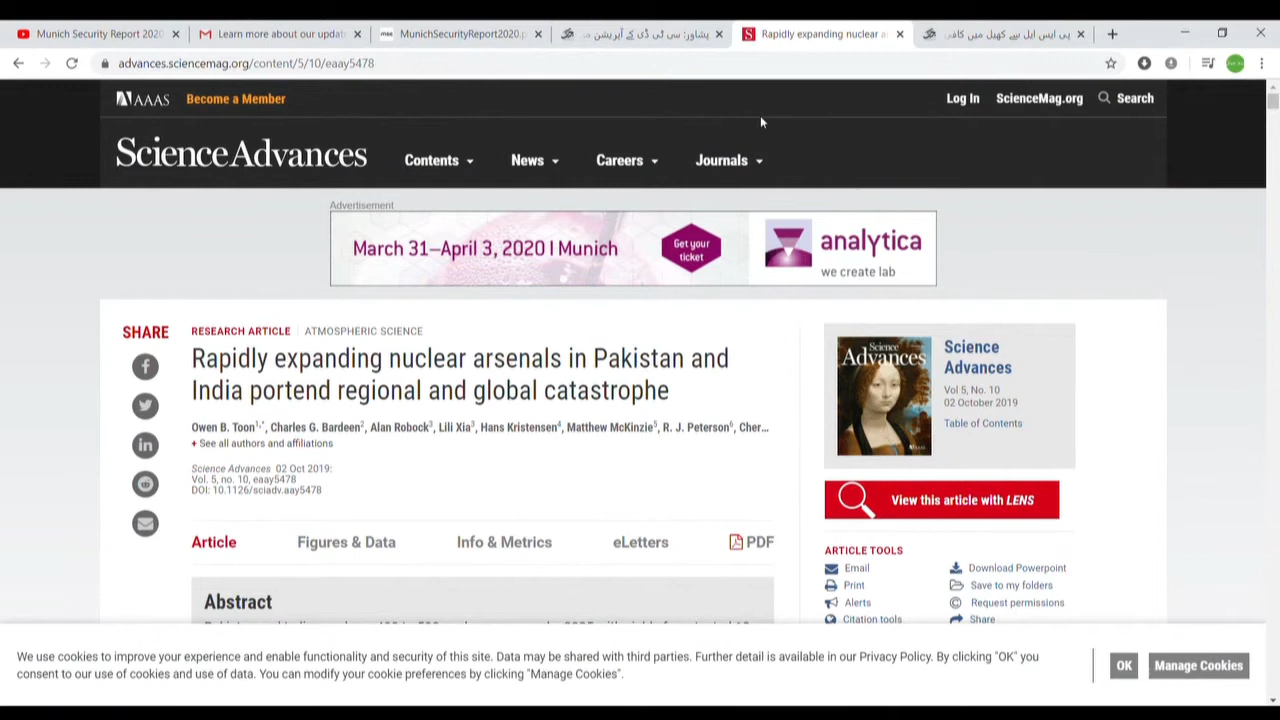 Munich Security Report 2020
Learn more about our updat
MunichSecurityReport2020.p
پشاور: سی ٹی ڈی کے آپریشن م
Rapidly expanding nuclear a
پی ایس ایل سے کھیل میں کافی
advances.sciencemag.org/content/5/10/eaay5478
AAAS
Become a Member
Log In
ScienceMag.org
Search
ScienceAdvances
Contents
News
Careers
Journals
Advertisement
March 31–April 3, 2020 | Munich
Get your
ticket
analytica
we create lab
SHARE
RESEARCH ARTICLE
ATMOSPHERIC SCIENCE
Rapidly expanding nuclear arsenals in Pakistan and
India portend regional and global catastrophe
Owen B. Toon1,*, Charles G. Bardeen2, Alan Robock3, Lili Xia3, Hans Kristensen4, Matthew McKinzie5, R. J. Peterson6, Cher...
+ See all authors and affiliations
Science Advances 02 Oct 2019:
Vol. 5, no. 10, eaay5478
DOI: 10.1126/sciadv.aay5478
Article
Figures & Data
Info & Metrics
eLetters
PDF
Abstract
Science
Advances
Science
Advances
Vol 5, No. 10
02 October 2019
Table of Contents
View this article with LENS
ARTICLE TOOLS
Email
Download Powerpoint
Print
Save to my folders
Alerts
Request permissions
Citation tools
Share
We use cookies to improve your experience and enable functionality and security of this site. Data may be shared with third parties. Further detail is available in our Privacy Policy. By clicking "OK" you
consent to our use of cookies and use of data. You can modify your cookie preferences by clicking "Manage Cookies".
OK
Manage Cookies